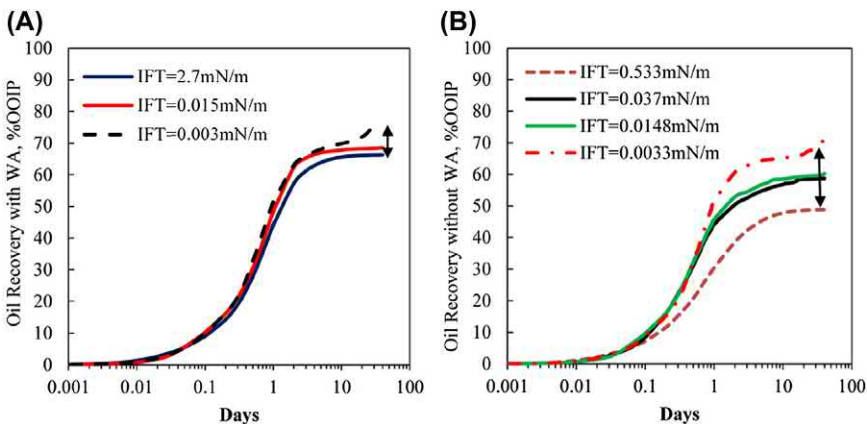 (A)
Oil Recovery with WA, %OOIP
100
90
80
70
60
50
40
30
20
10
0
IFT=2.7mN/m
IFT=0.015mN/m
IFT=0.003mN/m
0.001 0.01 0.1 1 10 100
Days
(B)
Oil Recovery without WA, %OOIP
100
90
80
70
60
50
40
30
20
10
0
IFT=0.533mN/m
IFT=0.037mN/m
IFT=0.0148mN/m
IFT=0.0033mN/m
0.001 0.01 0.1 1 10 100
Days